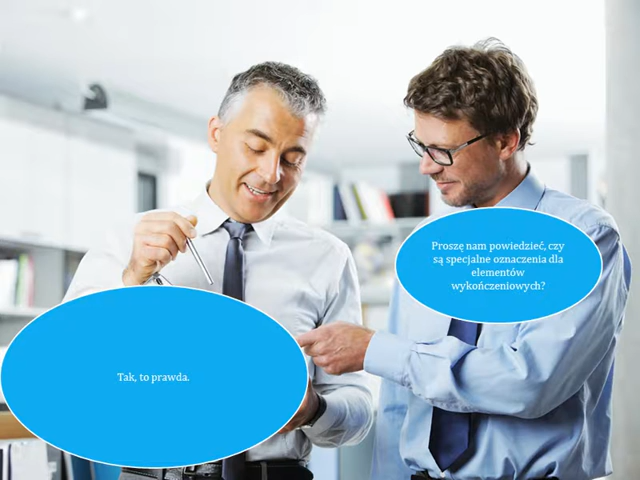 Proszę nam powiedzieć, czy
są specjalne oznaczenia dla
elementów
wykończeniowych?
Tak, to prawda.